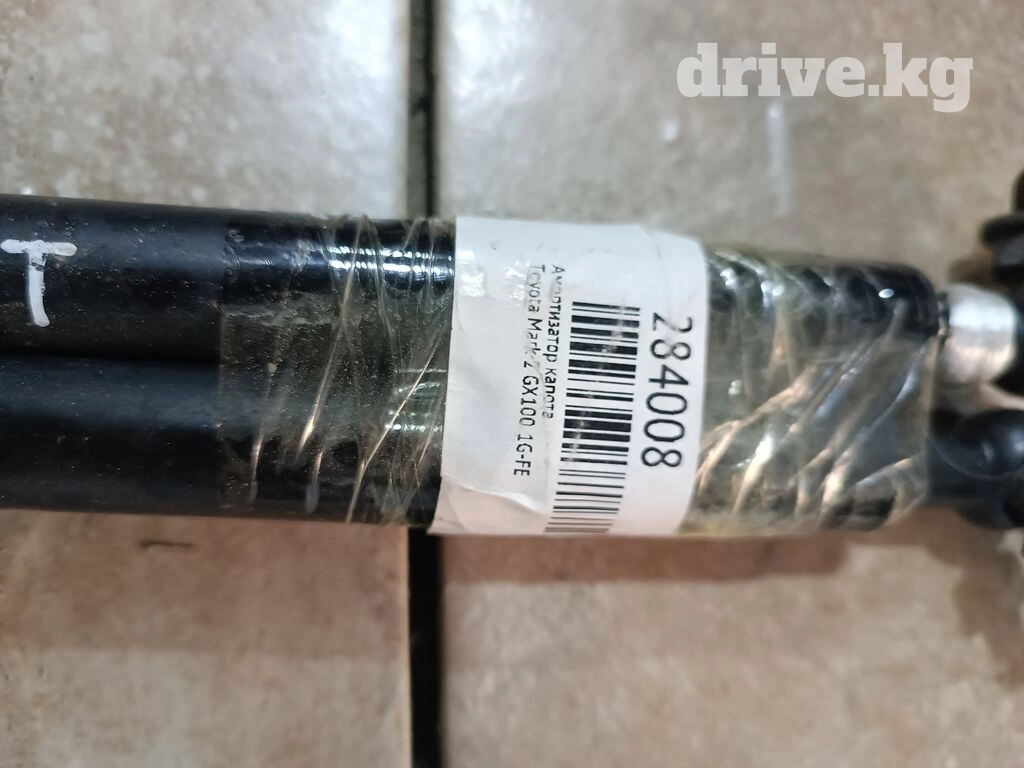 drive.kg
T
284008
Амортизатор капота
Toyota Mark 2 GX100 1G-FE